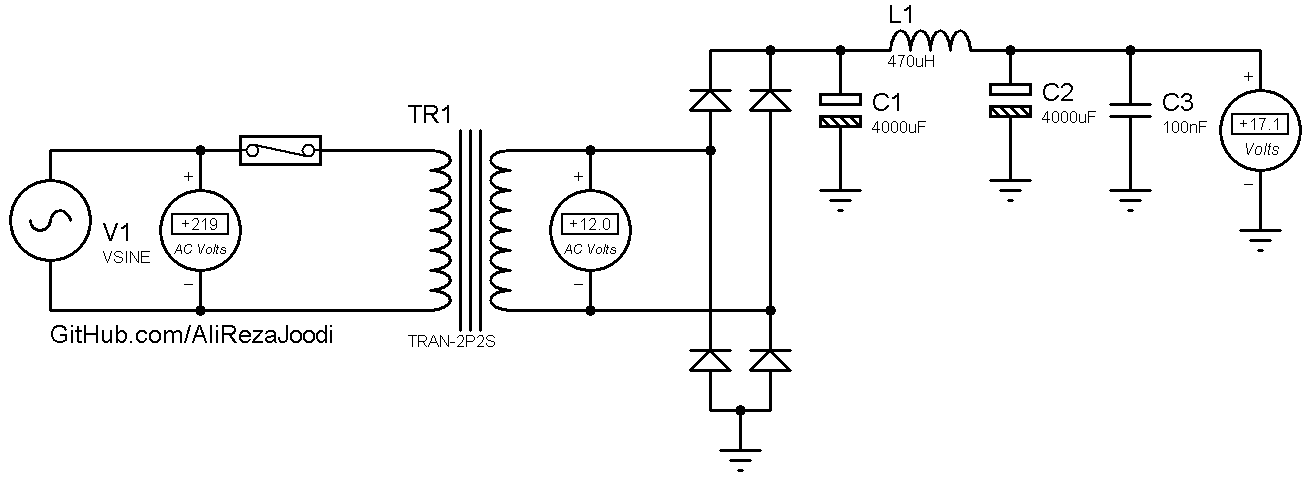 L1
470uH
C1
4000uF
C2
4000uF
C3
100nF
+
+17.1
Volts
−
TR1
TRAN-2P2S
V1
VSINE
+
+219
AC Volts
−
+
+12.0
AC Volts
−
GitHub.com/AliRezaJoodi